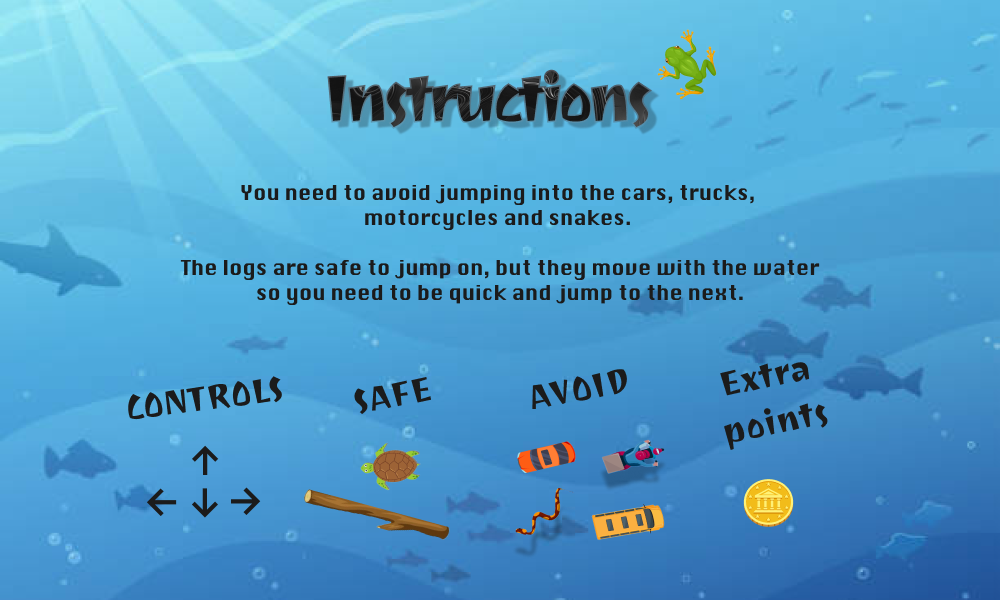 Instructions
You need to avoid jumping into the cars, trucks,
motorcycles and snakes.
The logs are safe to jump on, but they move with the water
so you need to be quick and jump to the next.
CONTROLS
SAFE
AVOID
Extra
points